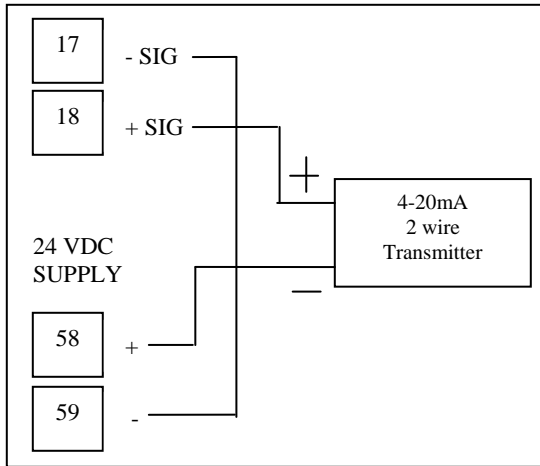 17
- SIG
18
+ SIG
+
4-20mA
2 wire
Transmitter
24 VDC
SUPPLY
–
58
+
59
-